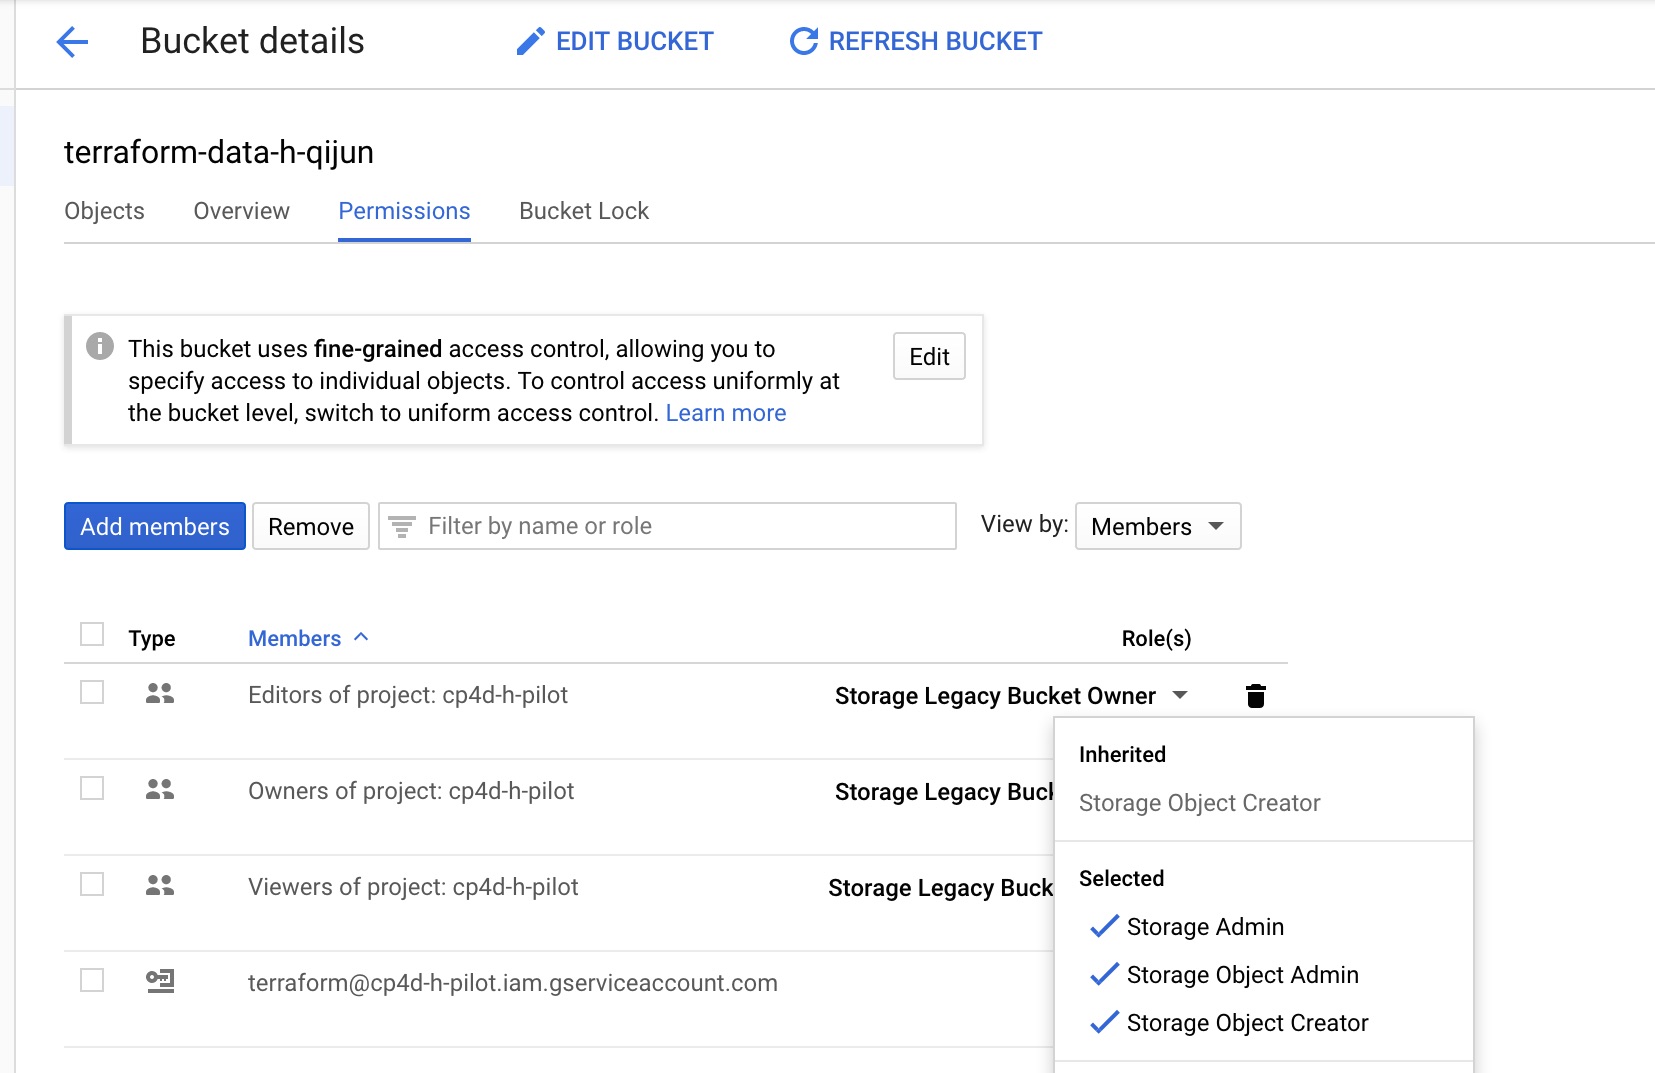 Bucket details
EDIT BUCKET
REFRESH BUCKET
terraform-data-h-qijun
Objects
Overview
Permissions
Bucket Lock
This bucket uses fine-grained access control, allowing you to
specify access to individual objects. To control access uniformly at
the bucket level, switch to uniform access control. Learn more
Edit
Add members
Remove
Filter by name or role
View by:
Members
Type
Members
Role(s)
Editors of project: cp4d-h-pilot
Storage Legacy Bucket Owner
Inherited
Storage Object Creator
Owners of project: cp4d-h-pilot
Storage Legacy Buck
Selected
Viewers of project: cp4d-h-pilot
Storage Legacy Buck
Storage Admin
Storage Object Admin
terraform@cp4d-h-pilot.iam.gserviceaccount.com
Storage Object Creator